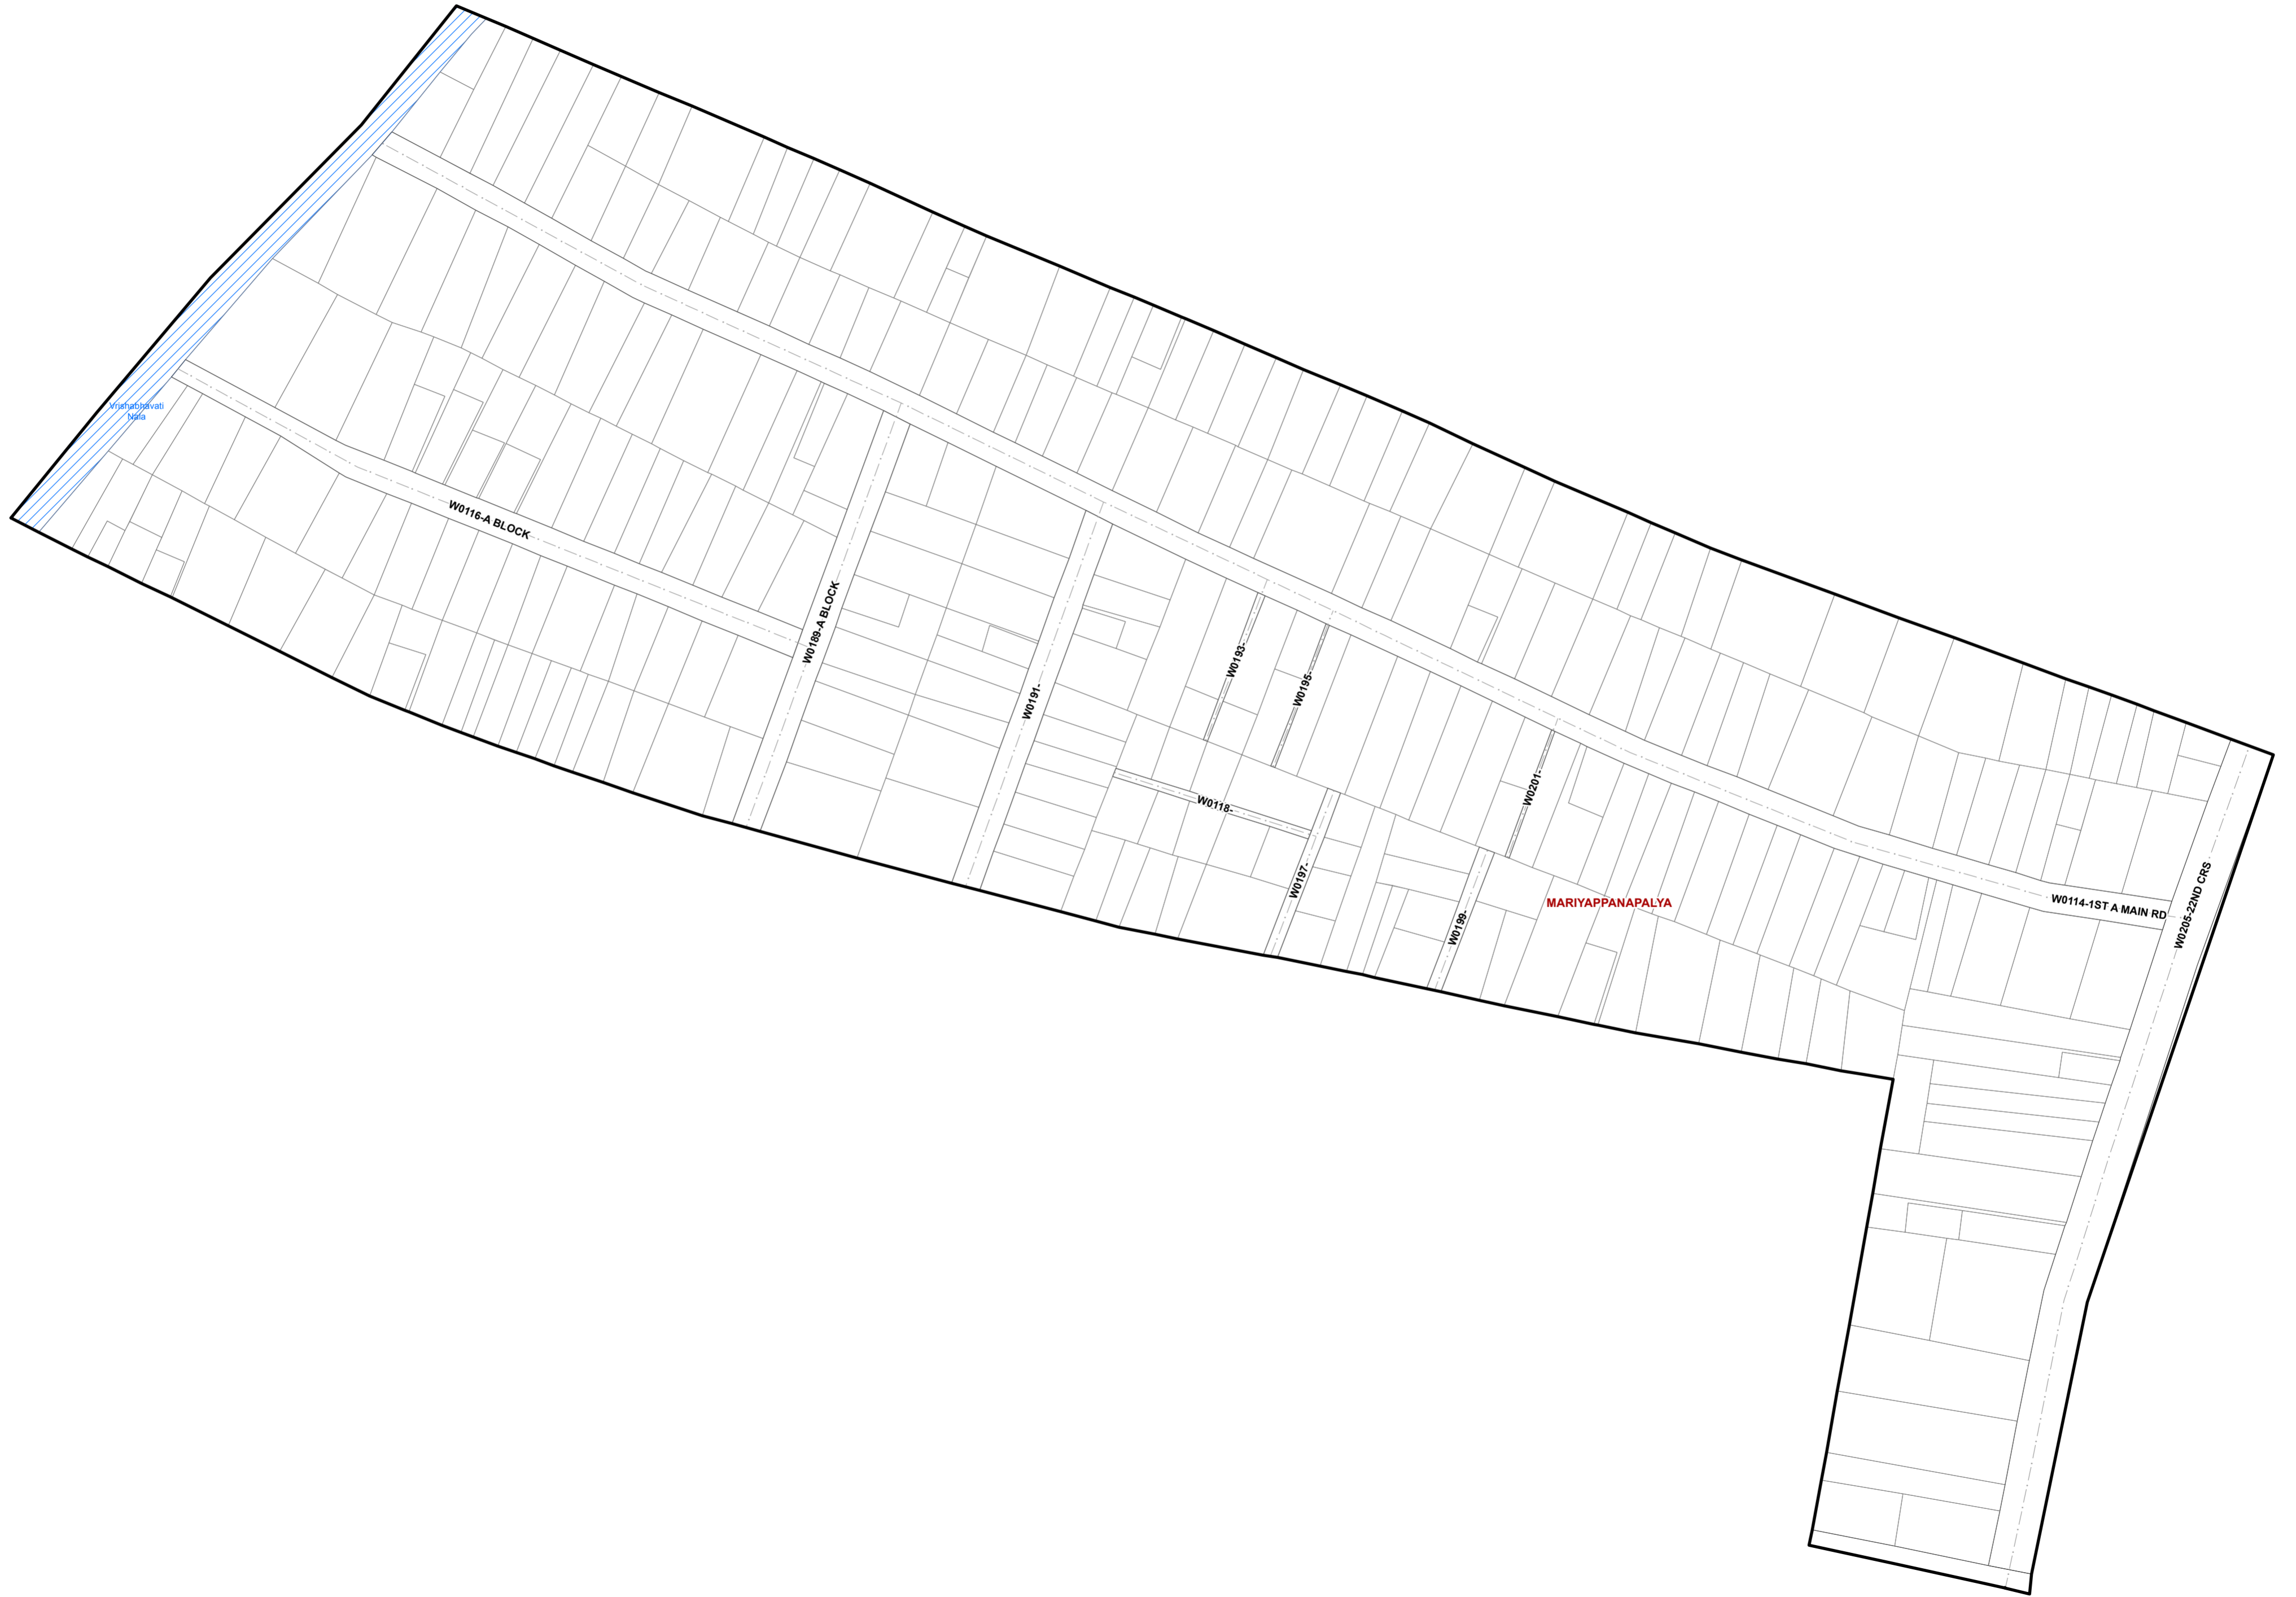 Vrishabhavati
Nala
W0116-A BLOCK
W0189-A BLOCK
W0191-
W0193-
W0195-
W0118-
W0197-
W0201-
W0199-
MARIYAPPANAPALYA
W0114-1ST A MAIN RD
W0205-22ND CRS